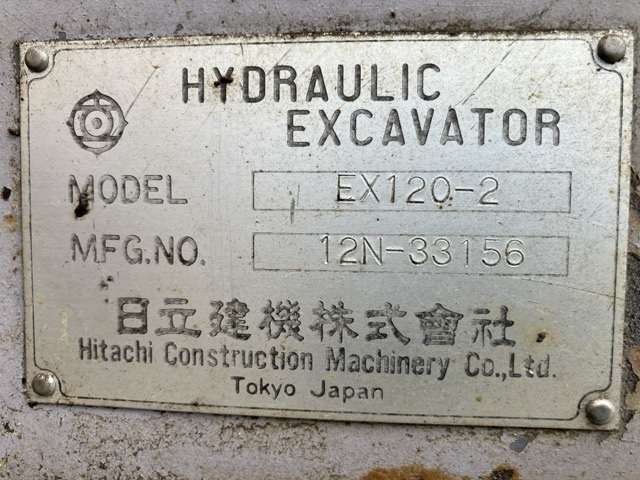 HYDRAULIC
EXCAVATOR
MODEL EX120-2
MFG.NO. 12N-33156
日立建機株式會社
Hitachi Construction Machinery Co.,Ltd.
Tokyo Japan